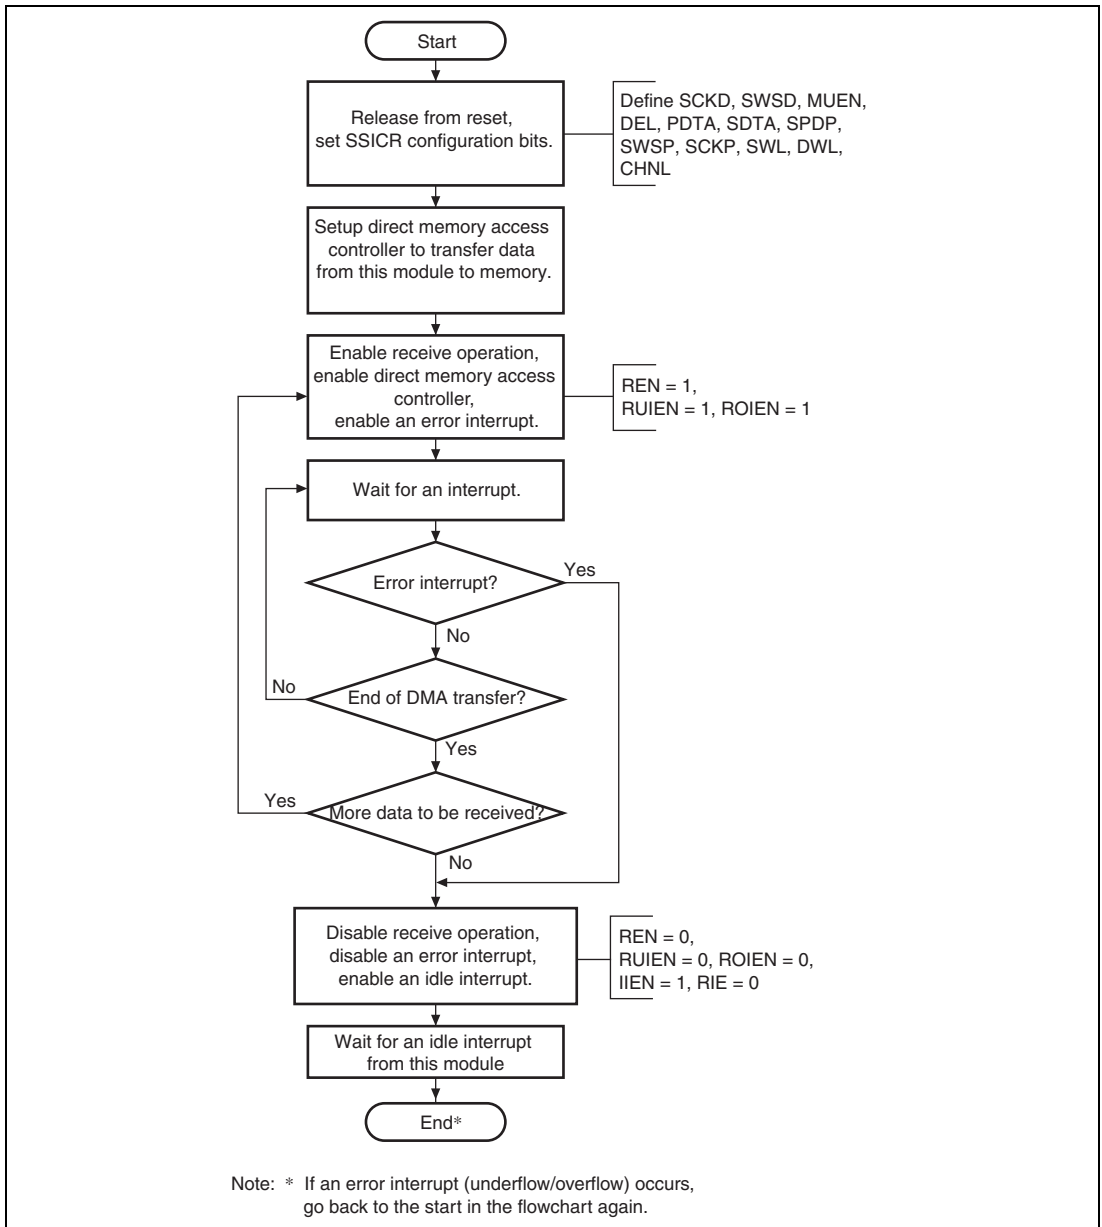 Start
Release from reset,
set SSICR configuration bits.
Define SCKD, SWSD, MUEN,
DEL, PDTA, SDTA, SPDP,
SWSP, SCKP, SWL, DWL,
CHNL
Setup direct memory access
controller to transfer data
from this module to memory.
Enable receive operation,
enable direct memory access
controller,
enable an error interrupt.
REN = 1,
RUIEN = 1, ROIEN = 1
Wait for an interrupt.
Error interrupt?
Yes
No
End of DMA transfer?
No
Yes
More data to be received?
Yes
No
Disable receive operation,
disable an error interrupt,
enable an idle interrupt.
REN = 0,
RUIEN = 0, ROIEN = 0,
IIEN = 1, RIE = 0
Wait for an idle interrupt
from this module
End*
Note: * If an error interrupt (underflow/overflow) occurs,
go back to the start in the flowchart again.